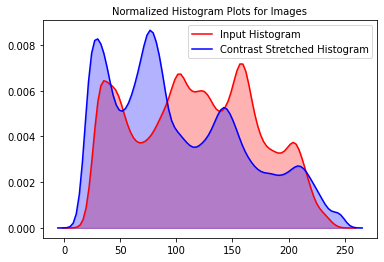 Normalized Histogram Plots for Images
Input Histogram
Contrast Stretched Histogram
0.008
0.006
0.004
0.002
0.000
0 50 100 150 200 250